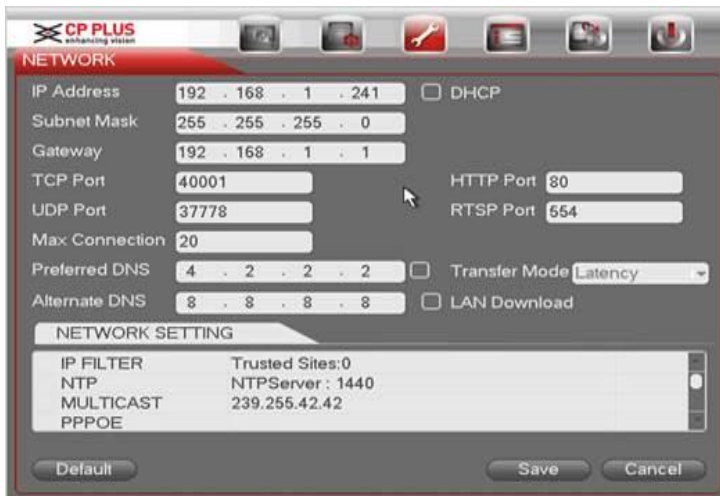 CP PLUS
enhancing vision
NETWORK
IP Address 192 . 168 . 1 . 241 DHCP
Subnet Mask 255 . 255 . 255 . 0
Gateway 192 . 168 . 1 . 1
TCP Port 40001 HTTP Port 80
UDP Port 37778 RTSP Port 554
Max Connection 20
Preferred DNS 4 . 2 . 2 . 2 Transfer Mode Latency
Alternate DNS 8 . 8 . 8 . 8 LAN Download
NETWORK SETTING
IP FILTER Trusted Sites:0
NTP NTPServer : 1440
MULTICAST 239.255.42.42
PPPOE
Default Save Cancel